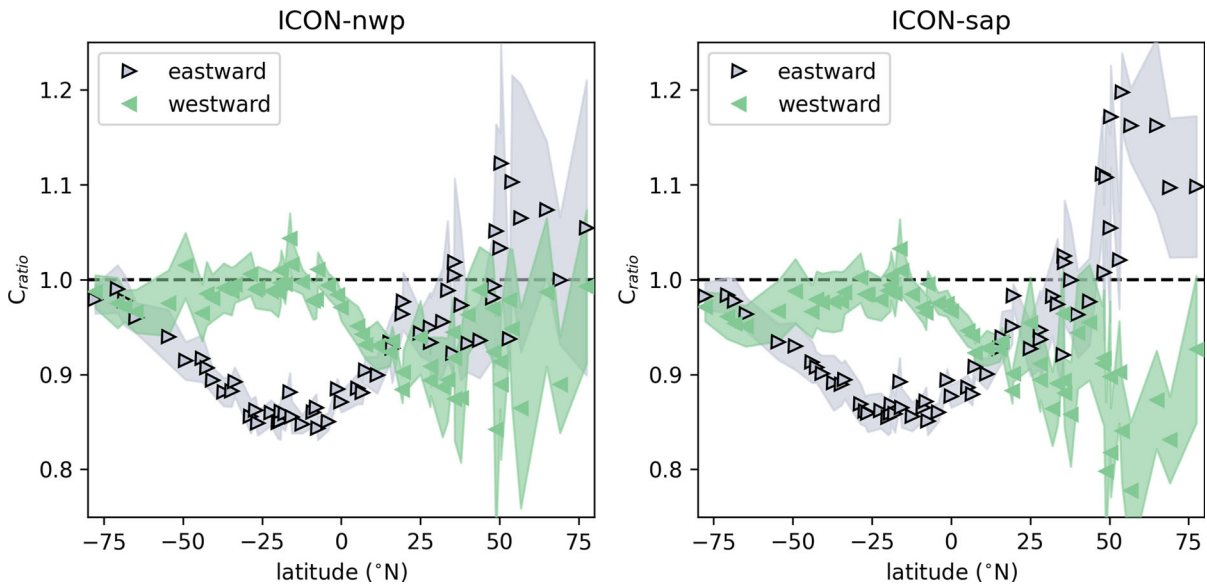 ICON-nwp
eastward
westward
1.2
1.1
1.0
0.9
0.8
C_ratio
−75
−50
−25
0
25
50
75
latitude (°N)
ICON-sap
eastward
westward
1.2
1.1
1.0
0.9
0.8
C_ratio
−75
−50
−25
0
25
50
75
latitude (°N)